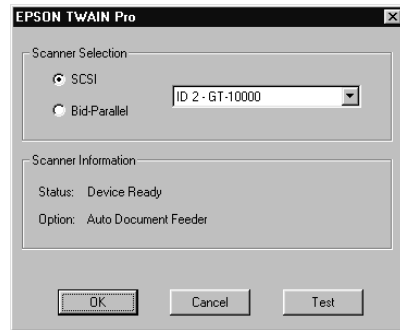 EPSON TWAIN Pro
Scanner Selection
SCSI
ID 2 - GT-10000
Bid-Parallel
Scanner Information
Status: Device Ready
Option: Auto Document Feeder
OK Cancel Test